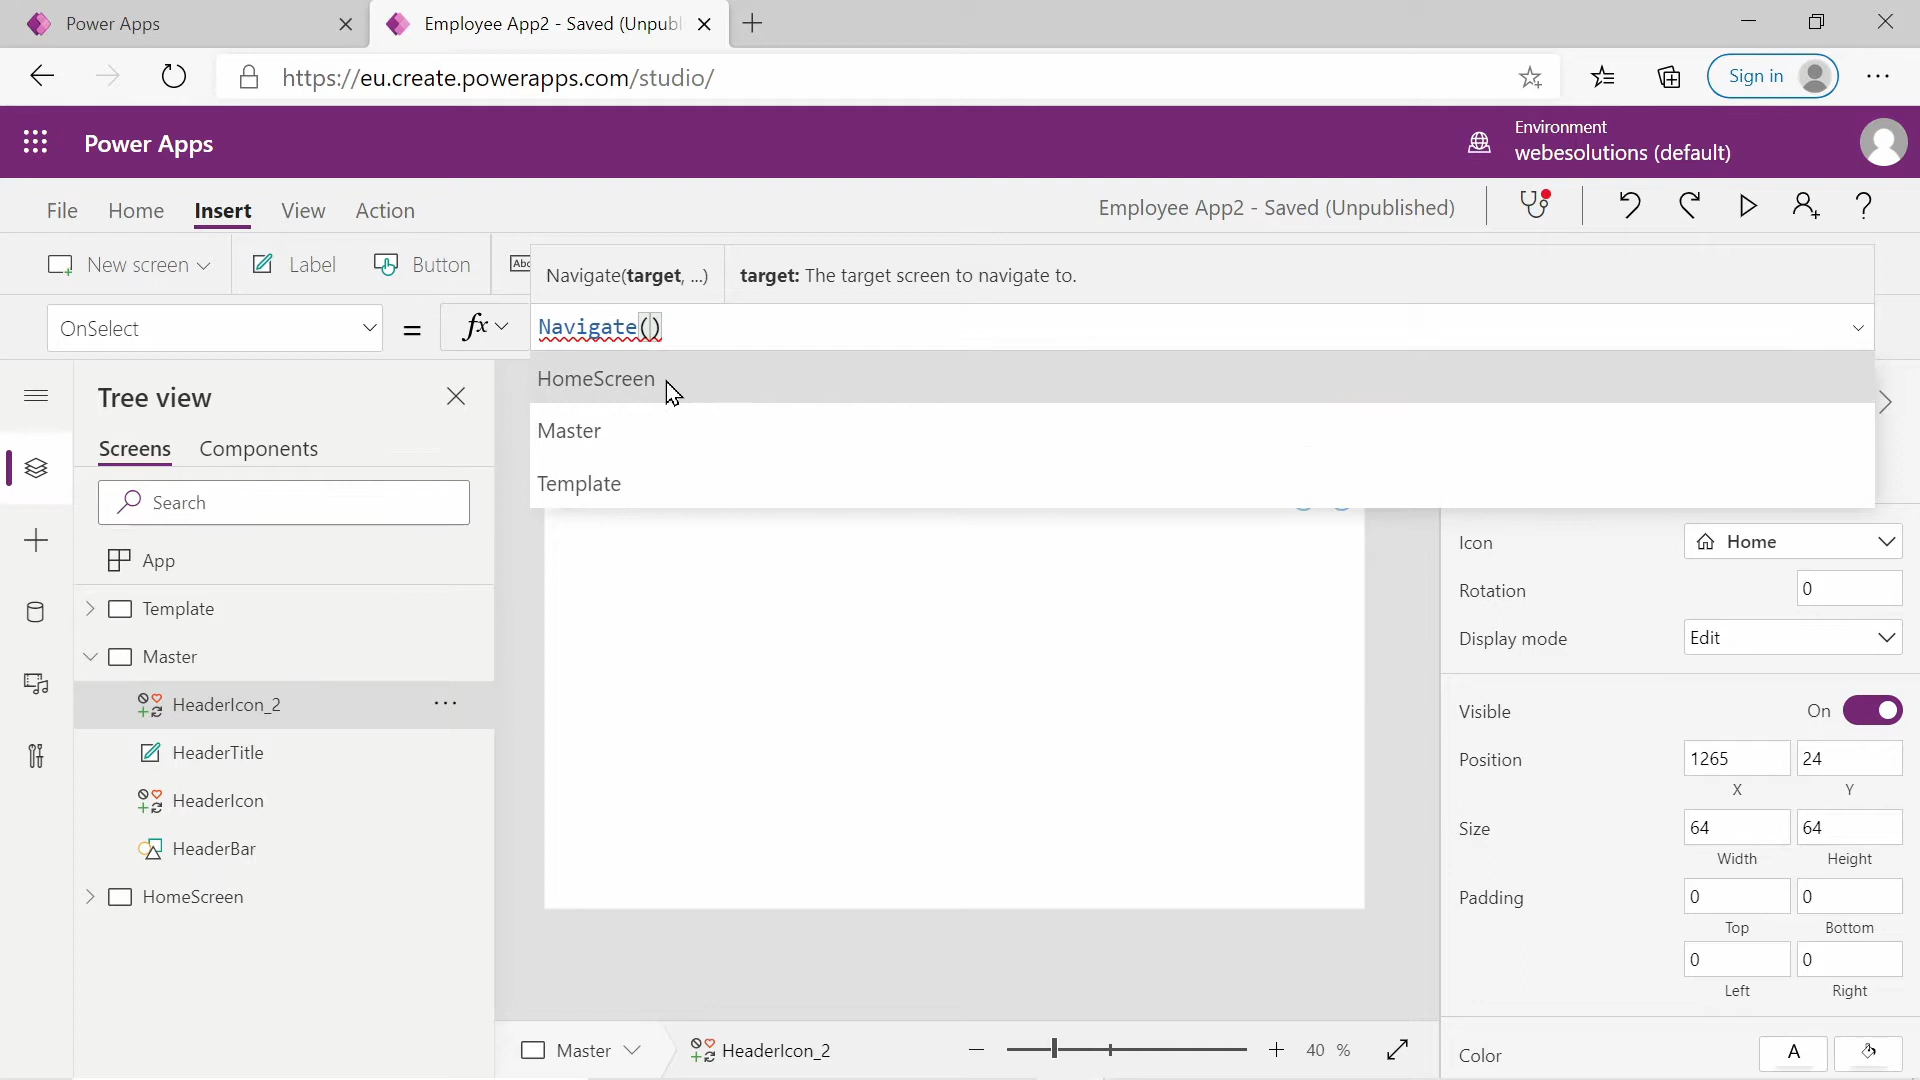 Power Apps
Employee App2 - Saved (Unpubl
https://eu.create.powerapps.com/studio/
Sign in
Power Apps
Environment
webesolutions (default)
File Home Insert View Action
Employee App2 - Saved (Unpublished)
New screen Label Button Abc
Navigate(target, ...) target: The target screen to navigate to.
OnSelect = fx Navigate()
HomeScreen
Master
Template
Tree view
Screens Components
Search
App
Template
Master
HeaderIcon_2
HeaderTitle
HeaderIcon
HeaderBar
HomeScreen
Icon Home
Rotation 0
Display mode Edit
Visible On
Position 1265 24
X Y
Size 64 64
Width Height
Padding 0 0
Top Bottom
0 0
Left Right
Color A
Master HeaderIcon_2 40 %